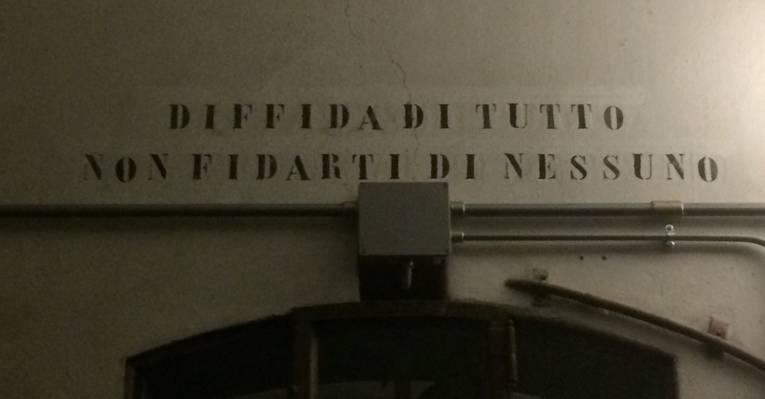 DIFFIDA DI TUTTO
NON FIDARTI DI NESSUNO